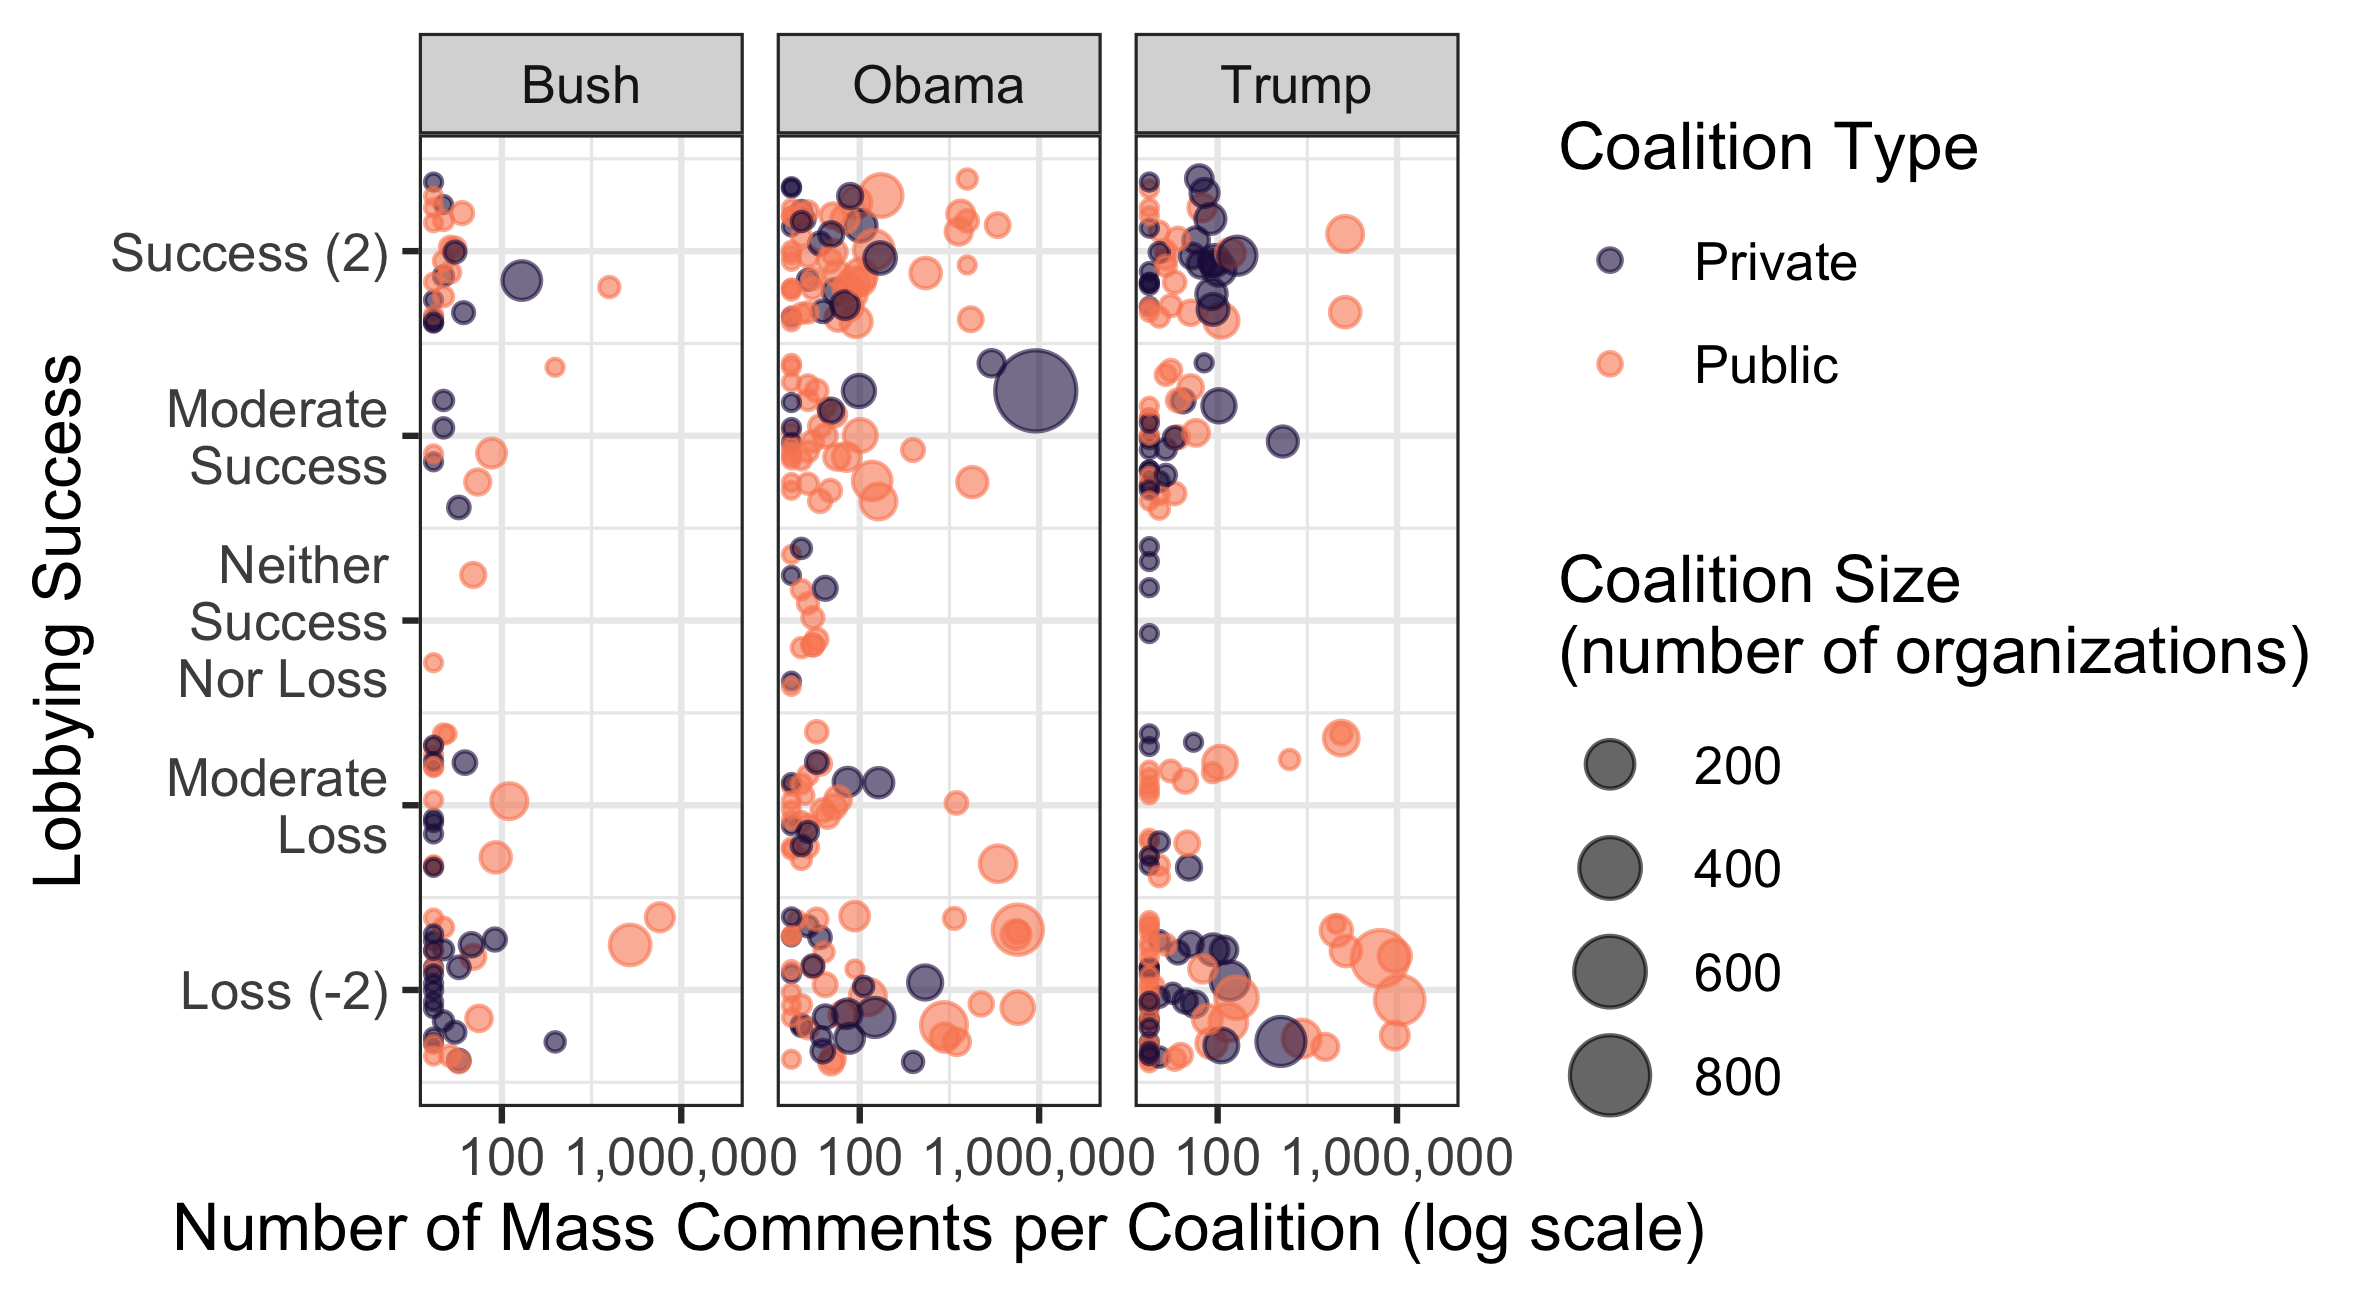 Bush
Obama
Trump
Lobbying Success
Success (2)
Moderate
Success
Neither
Success
Nor Loss
Moderate
Loss
Loss (-2)
100
1,000,000
100
1,000,000
100
1,000,000
Number of Mass Comments per Coalition (log scale)
Coalition Type
Private
Public
Coalition Size
(number of organizations)
200
400
600
800